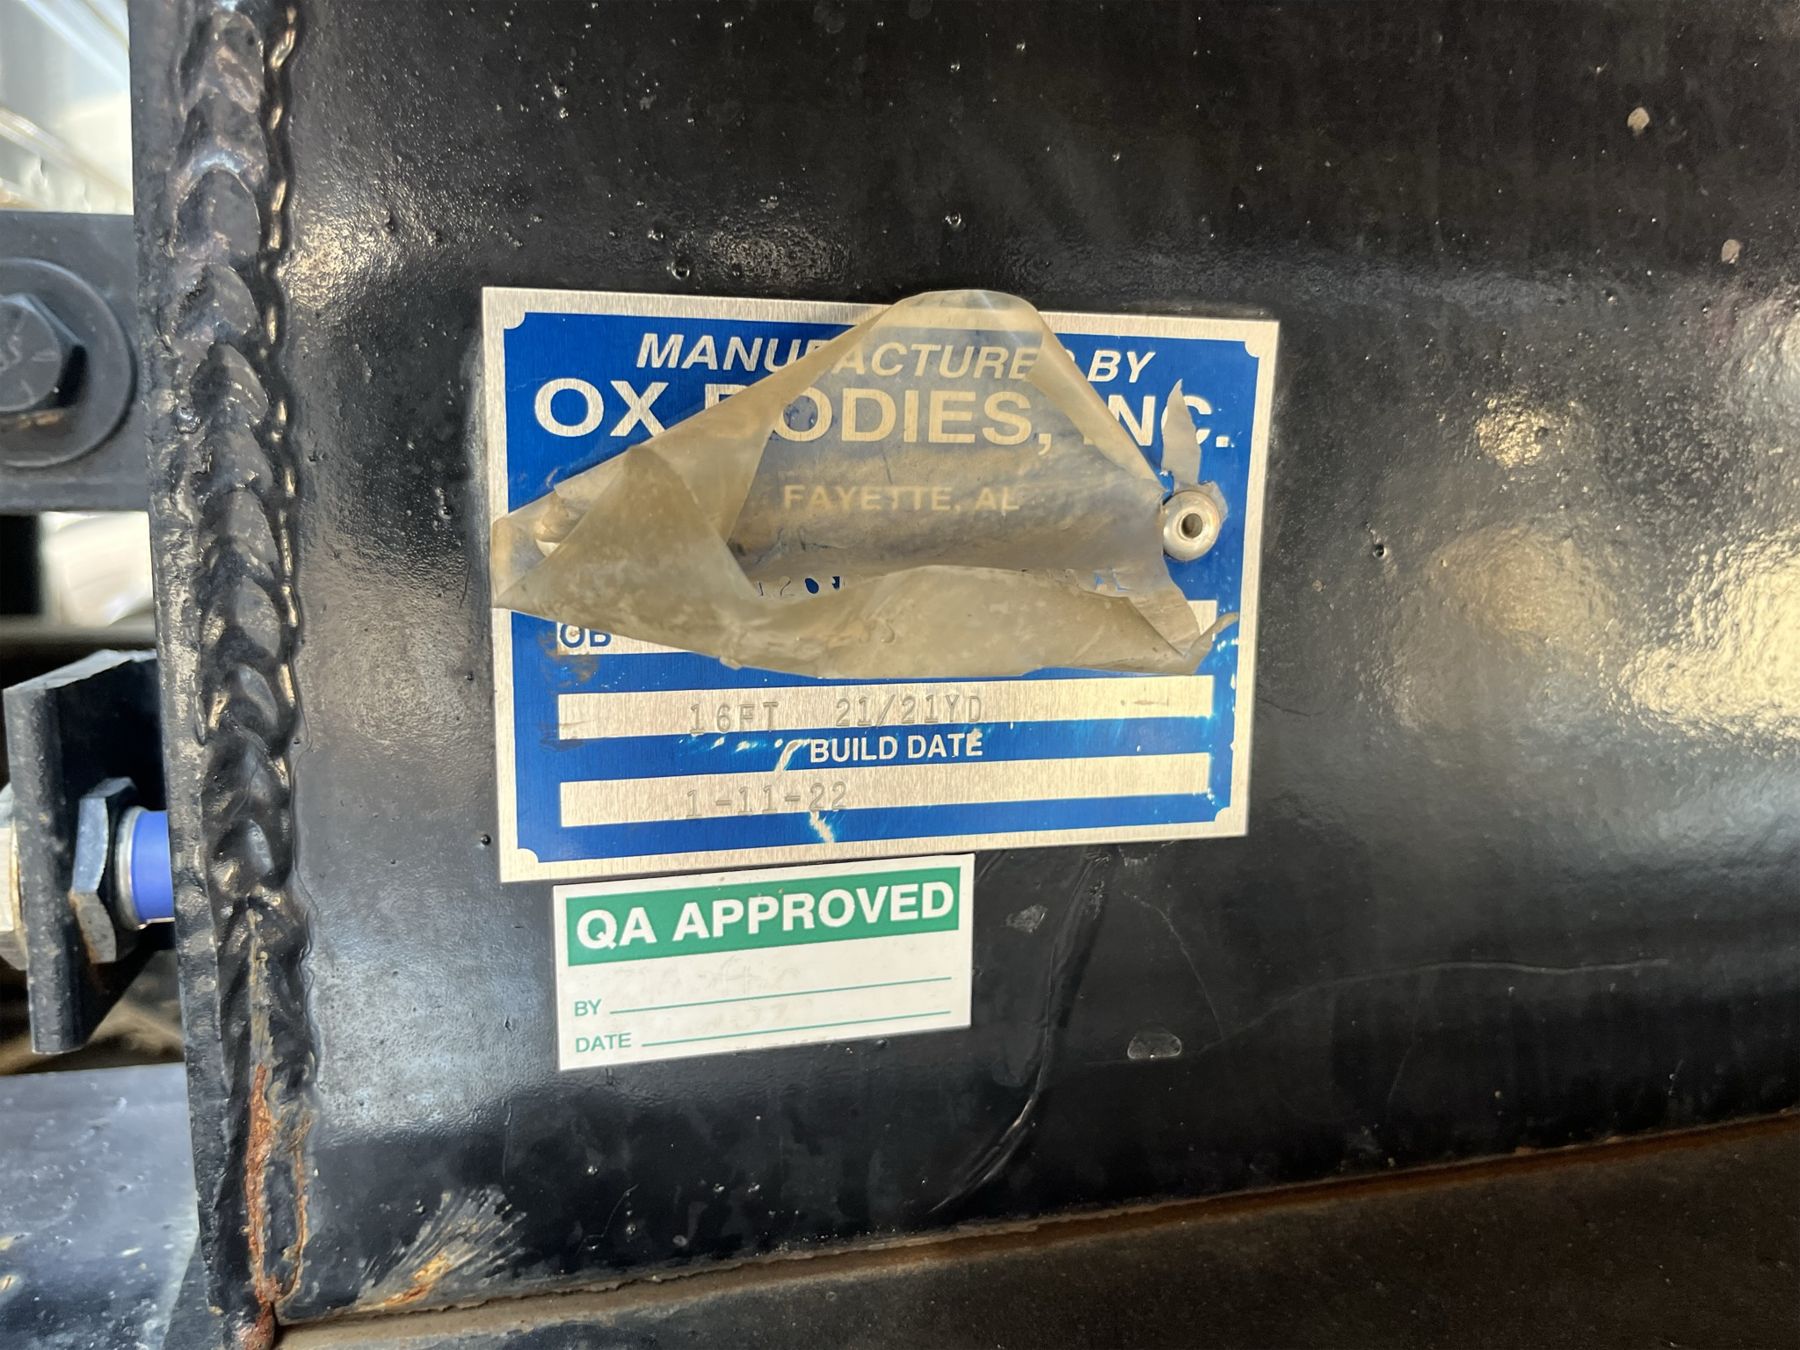 MANUFACTURED BY
OX BODIES, INC.
FAYETTE, AL
OB
16FT 21/21YD
BUILD DATE
1-11-22
QA APPROVED
BY
DATE